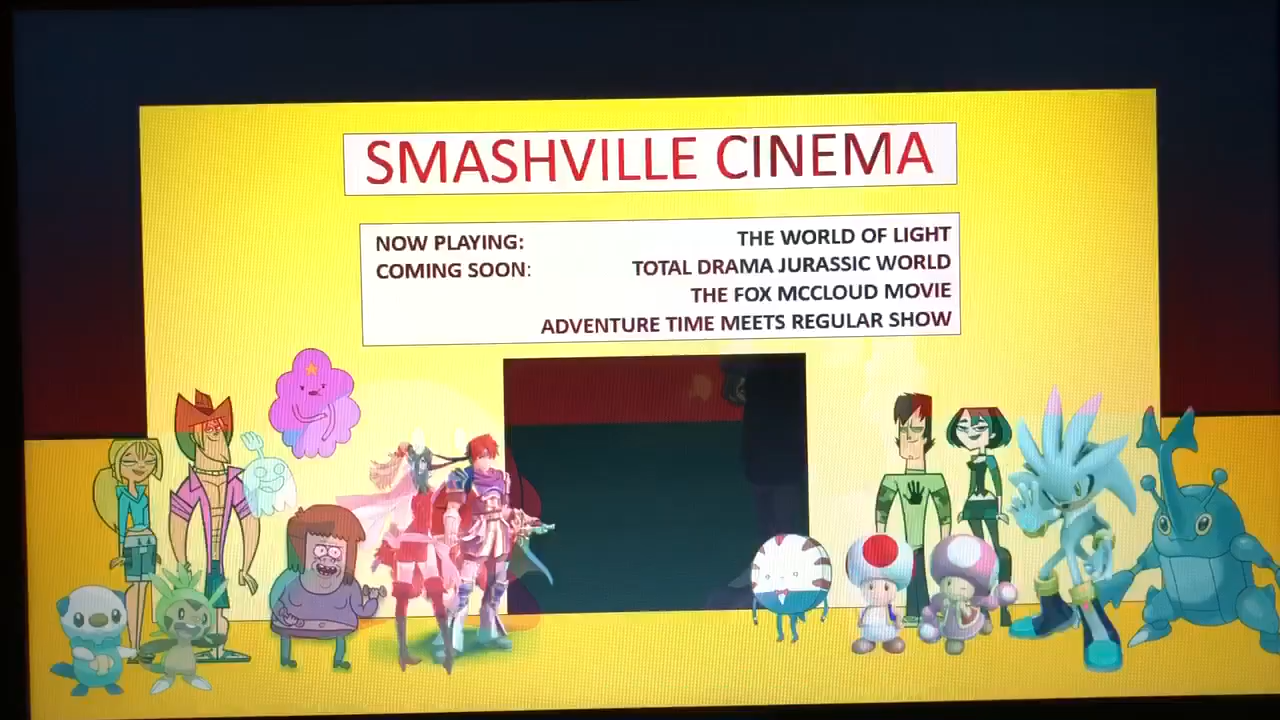 SMASHVILLE CINEMA
NOW PLAYING: THE WORLD OF LIGHT
COMING SOON: TOTAL DRAMA JURASSIC WORLD
THE FOX MCCLOUD MOVIE
ADVENTURE TIME MEETS REGULAR SHOW